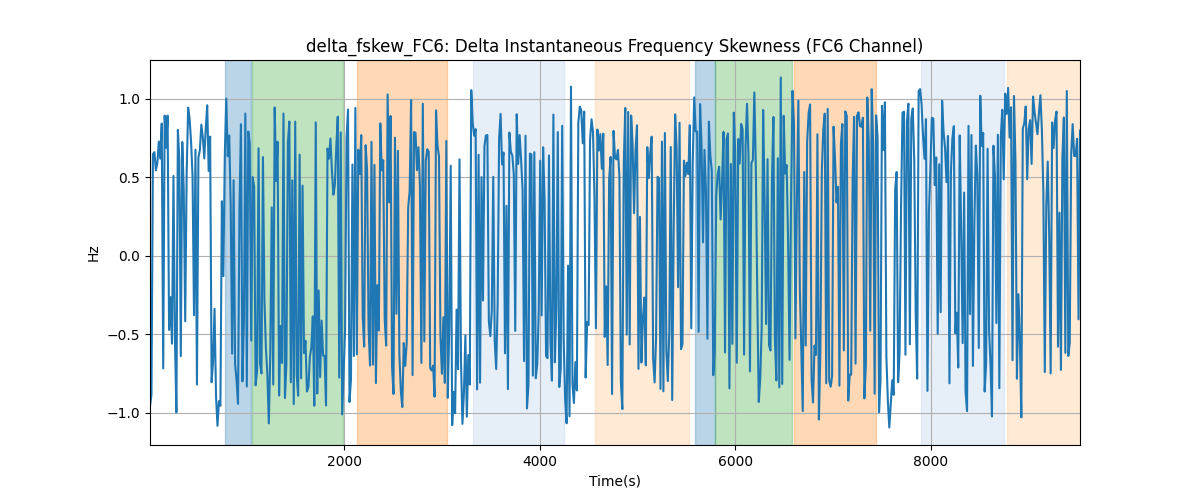 delta_fskew_FC6: Delta Instantaneous Frequency Skewness (FC6 Channel)
1.0
0.5
0.0
−0.5
−1.0
Hz
2000 4000 6000 8000
Time(s)